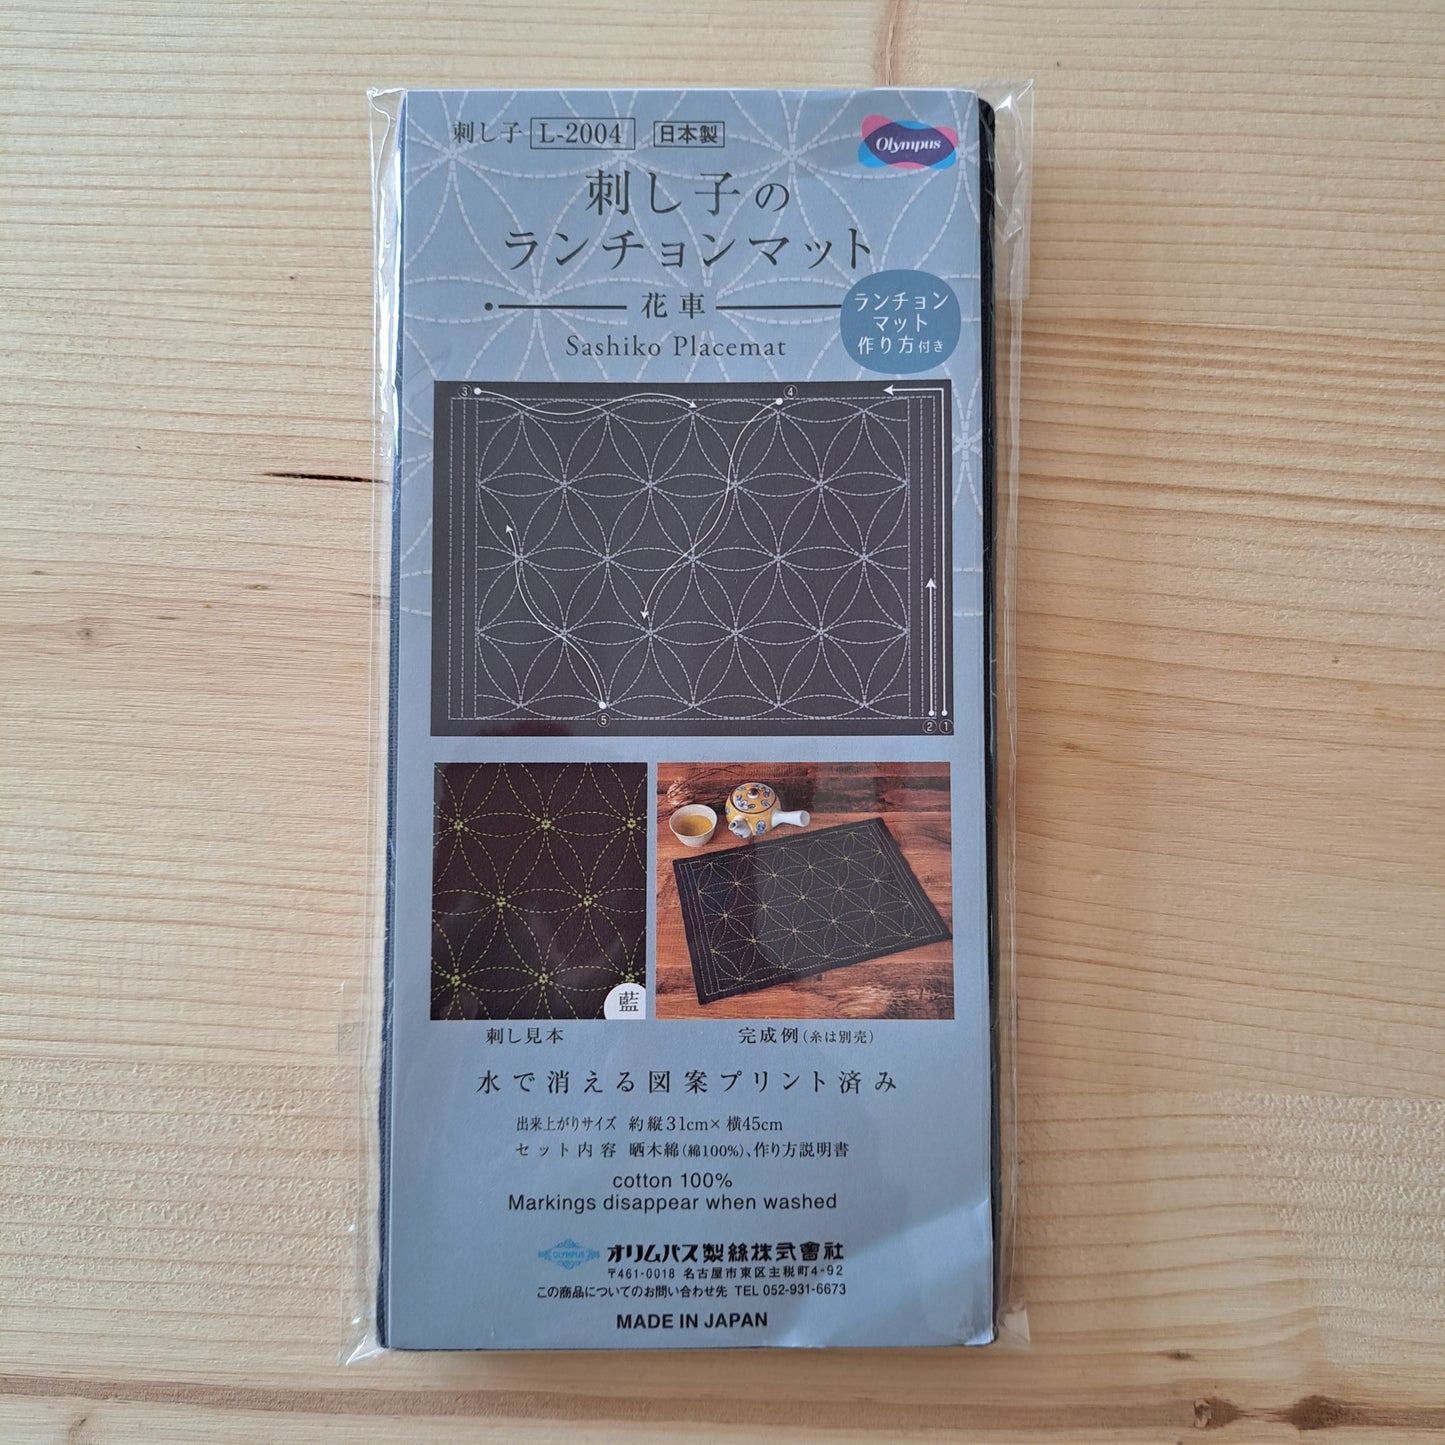 刺し子 L-2004 日本製
Olympus
刺し子の
ランチョンマット
花車
Sashiko Placemat
ランチョン
マット
作り方付き
③
④
⑤
② ①
藍
刺し見本
完成例(糸は別売)
水で消える図案プリント済み
出来上がりサイズ 約縦31cm×横45cm
セット内容 晒木綿(綿100%)、作り方説明書
cotton 100%
Markings disappear when washed
OLYMPUS オリムパス製絲株式會社
〒461-0018 名古屋市東区主税町4-92
この商品についてのお問い合わせ先 TEL 052-931-6673
MADE IN JAPAN